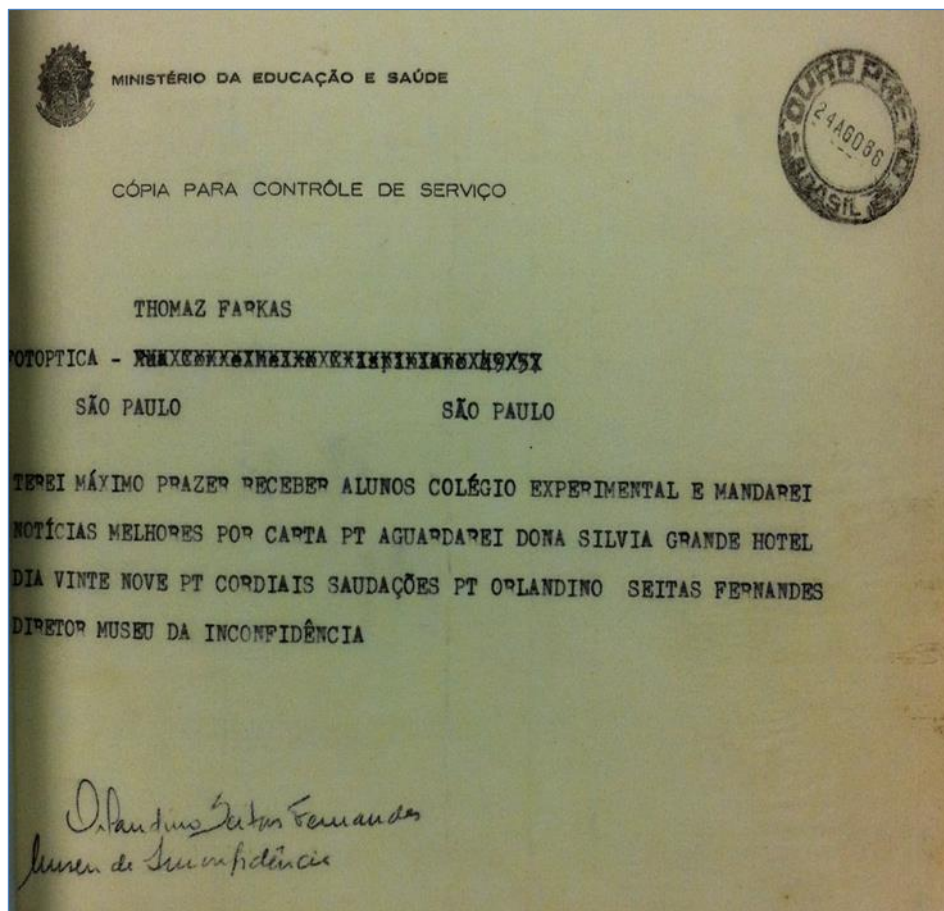 MINISTÉRIO DA EDUCAÇÃO E SAÚDE
OURO PRETO
24AGO86
BRASIL
CÓPIA PARA CONTRÔLE DE SERVIÇO
THOMAZ FARKAS
FOTOPTICA -
SÃO PAULO SÃO PAULO
TEREI MÁXIMO PRAZER RECEBER ALUNOS COLÉGIO EXPERIMENTAL E MANDAREI
NOTÍCIAS MELHORES POR CARTA PT AGUARDAREI DONA SILVIA GRANDE HOTEL
DIA VINTE NOVE PT CORDIAIS SAUDAÇÕES PT ORLANDINO SEITAS FERNANDES
DIRETOR MUSEU DA INCONFIDÊNCIA
Orlandino Seitas Fernandes
Museu da Inconfidência